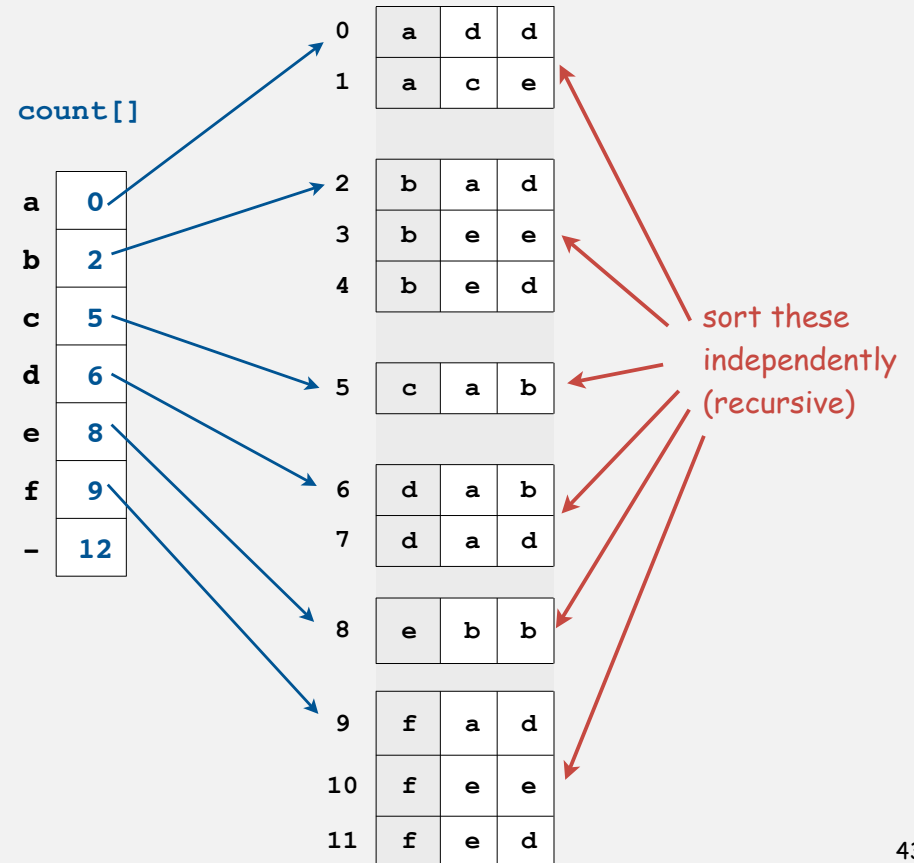 count[]
a 0
b 2
c 5
d 6
e 8
f 9
- 12
0 a d d
1 a c e
2 b a d
3 b e e
4 b e d
5 c a b
6 d a b
7 d a d
8 e b b
9 f a d
10 f e e
11 f e d
sort these
independently
(recursive)
43